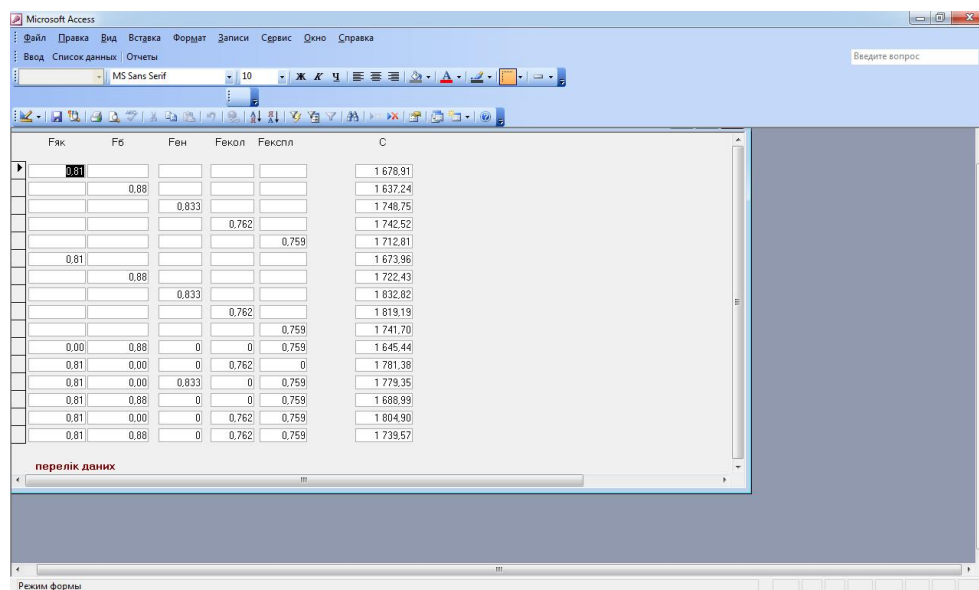 Microsoft Access
Файл Правка Вид Вставка Формат Записи Сервис Окно Справка
Ввод Список данных Отчеты
Введите вопрос
MS Sans Serif 10 Ж К Ч
Fяк Fб Fен Fекол Fекспл C
0,81 1 678,91
0,88 1 637,24
0,833 1 748,75
0,762 1 742,52
0,759 1 712,81
0,81 1 673,96
0,88 1 722,43
0,833 1 832,82
0,762 1 819,19
0,759 1 741,70
0,00 0,88 0 0 0,759 1 645,44
0,81 0,00 0 0,762 0 1 781,38
0,81 0,00 0,833 0 0,759 1 779,35
0,81 0,88 0 0 0,759 1 688,99
0,81 0,00 0 0,762 0,759 1 804,90
0,81 0,88 0 0,762 0,759 1 739,57
перелік даних
Режим формы